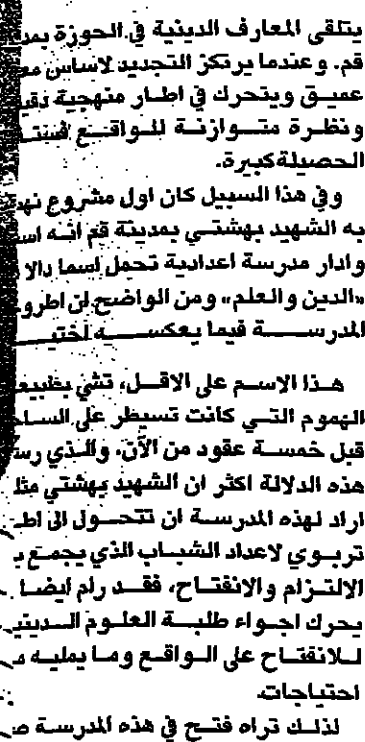 يتلقى المعارف الدينية في الحوزة
قم. وعندما يرتكز التجديد لاساس
عميق ويتحرك في اطار منهجية
ونظرة متوازنة للواقع
الحصيلة كبيرة.
وفي هذا السبيل كان اول مشروع
به الشهيد بهشتي بمدينة قم انه
وادار مدرسة اعدادية تحمل اسما دالا
«الدين والعلم» ومن الواضح ان
المدرسة فيما يعكسه
هذا الاسم على الاقل، تشي
الهموم التي كانت تسيطر على
قبل خمسة عقود من الآن، والذي
هذه الدلالة اكثر ان الشهيد بهشتي
اراد لهذه المدرسة ان تتحول الى
تربوي لاعداد الشباب الذي يجمع
الالتزام والانفتاح، فقد رام ايضا
يحرك اجواء طلبة العلوم
للانفتاح على الواقع وما يمليه
احتياجات.
لذلك تراه فتح في هذه المدرسة